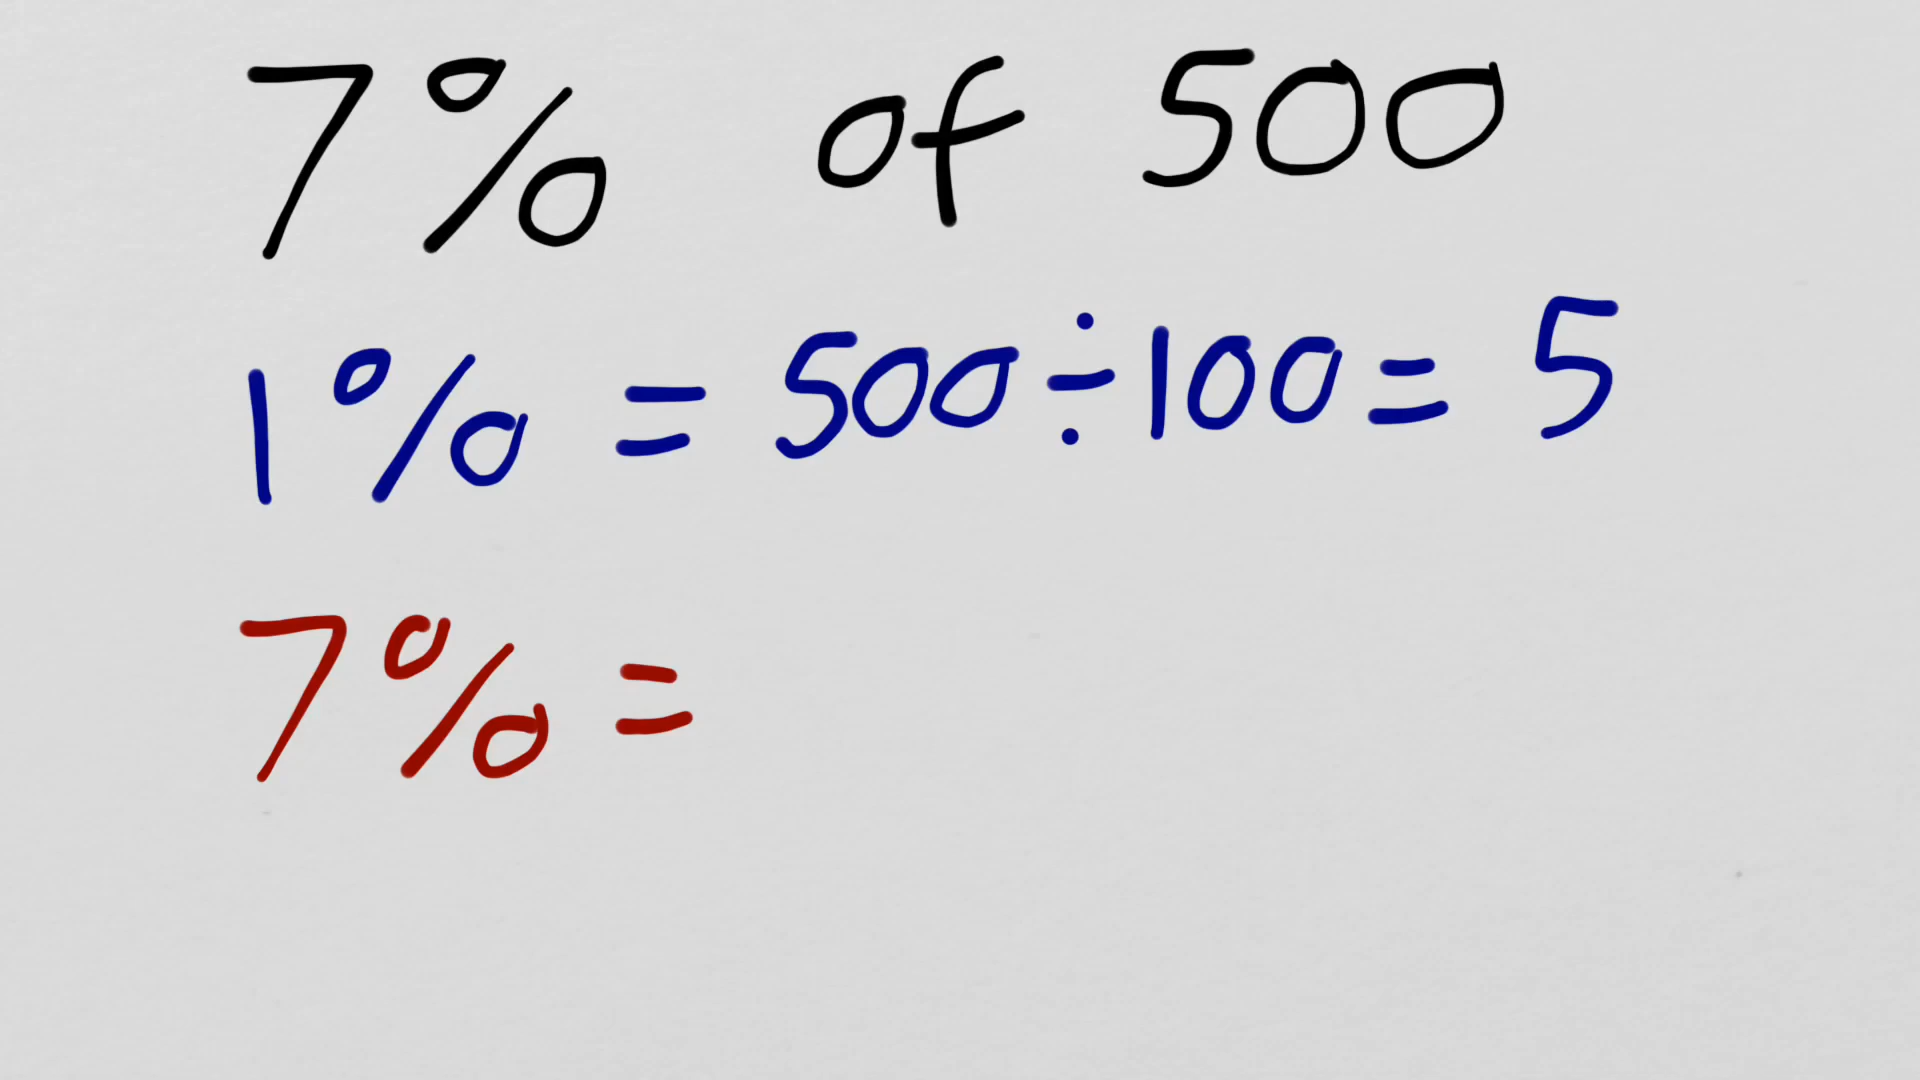 7% of 500
1% = 500 ÷ 100 = 5
7% =